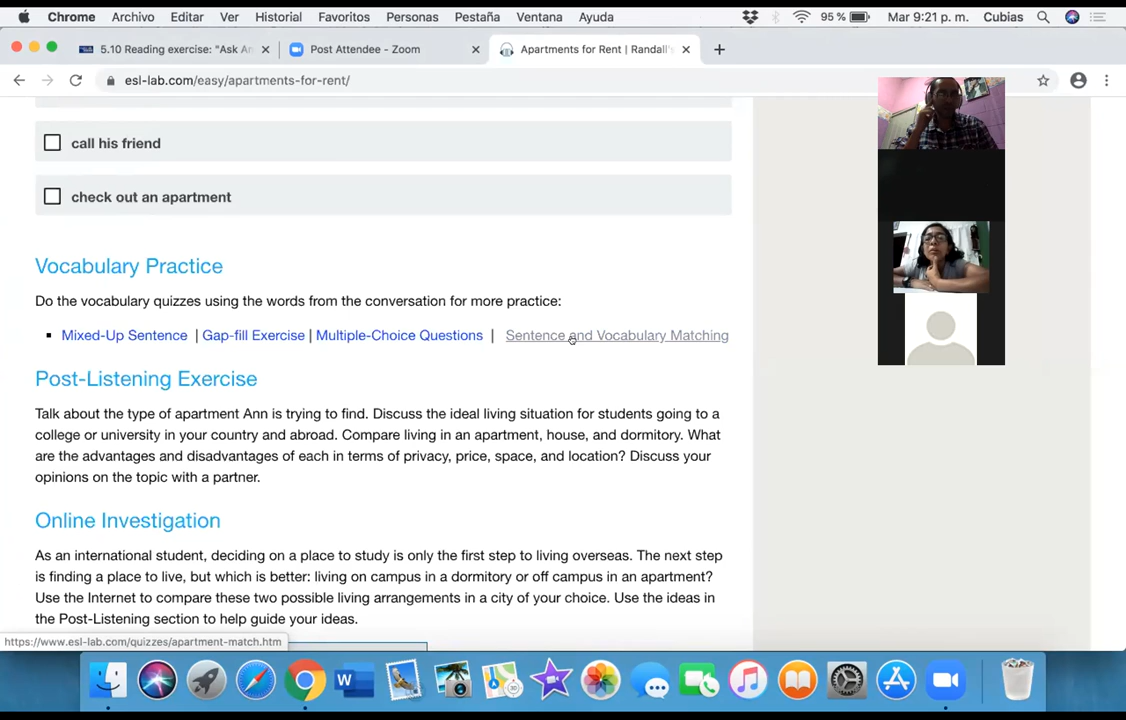 Chrome Archivo Editar Ver Historial Favoritos Personas Pestaña Ventana Ayuda 95 % Mar 9:21 p. m. Cubias
5.10 Reading exercise: "Ask An Post Attendee - Zoom Apartments for Rent | Randall'
esl-lab.com/easy/apartments-for-rent/
call his friend
check out an apartment
Vocabulary Practice
Do the vocabulary quizzes using the words from the conversation for more practice:
Mixed-Up Sentence | Gap-fill Exercise | Multiple-Choice Questions | Sentence and Vocabulary Matching
Post-Listening Exercise
Talk about the type of apartment Ann is trying to find. Discuss the ideal living situation for students going to a
college or university in your country and abroad. Compare living in an apartment, house, and dormitory. What
are the advantages and disadvantages of each in terms of privacy, price, space, and location? Discuss your
opinions on the topic with a partner.
Online Investigation
As an international student, deciding on a place to study is only the first step to living overseas. The next step
is finding a place to live, but which is better: living on campus in a dormitory or off campus in an apartment?
Use the Internet to compare these two possible living arrangements in a city of your choice. Use the ideas in
the Post-Listening section to help guide your ideas.
https://www.esl-lab.com/quizzes/apartment-match.htm